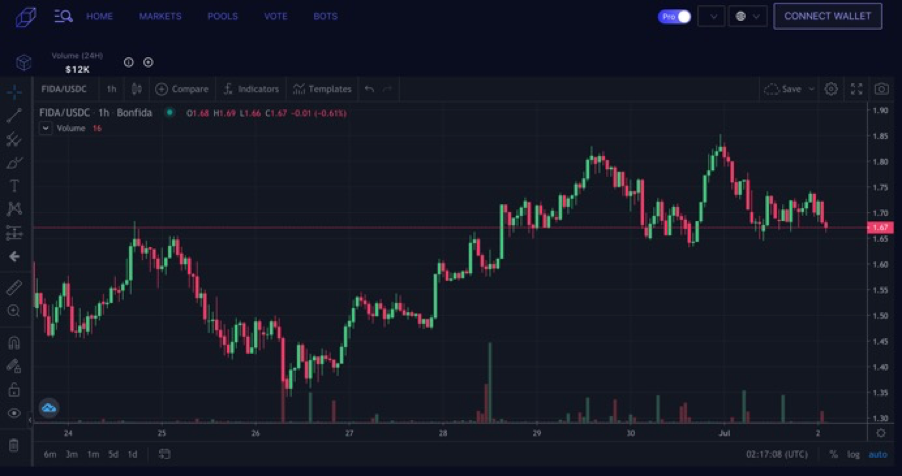 HOME MARKETS POOLS VOTE BOTS Pro CONNECT WALLET
Volume (24H)
$12K
FIDA/USDC 1h Compare Indicators Templates Save
FIDA/USDC · 1h · Bonfida O1.68 H1.69 L1.66 C1.67 -0.01 (-0.61%)
Volume 16
1.90
1.85
1.80
1.75
1.70
1.67
1.65
1.60
1.55
1.50
1.45
1.40
1.35
1.30
24 25 26 27 28 29 30 Jul 2
6m 3m 1m 5d 1d 02:17:08 (UTC) % log auto